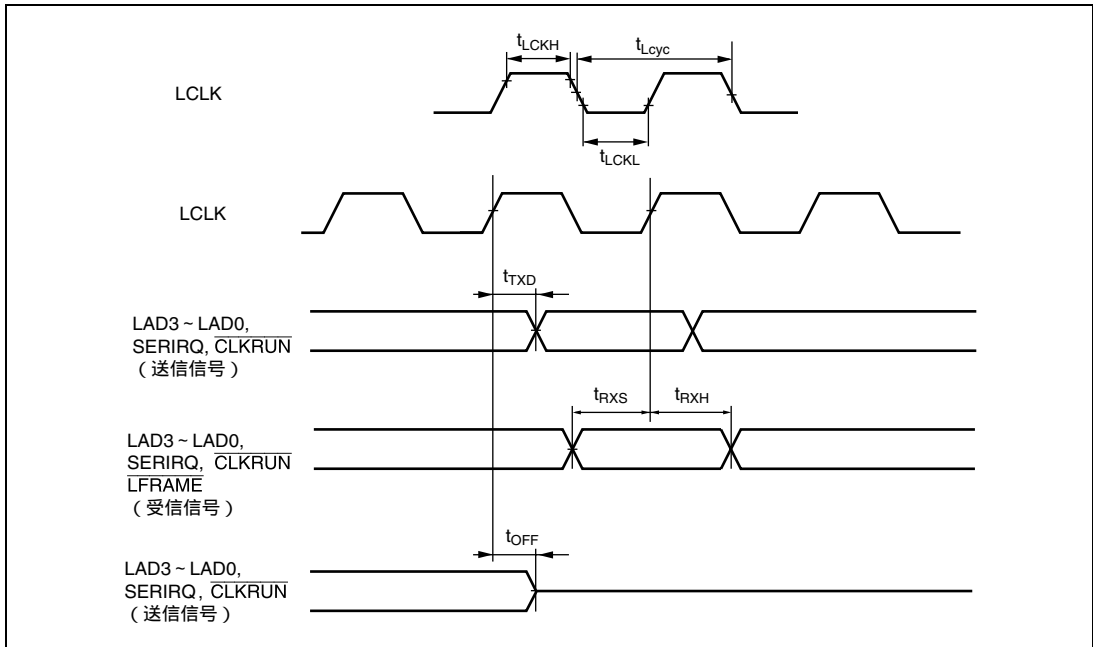 tLCKH
tLcyc
LCLK
tLCKL
LCLK
tTXD
LAD3~LAD0,
SERIRQ, CLKRUN
(送信信号)
tRXS
tRXH
LAD3~LAD0,
SERIRQ, CLKRUN
LFRAME
(受信信号)
tOFF
LAD3~LAD0,
SERIRQ, CLKRUN
(送信信号)